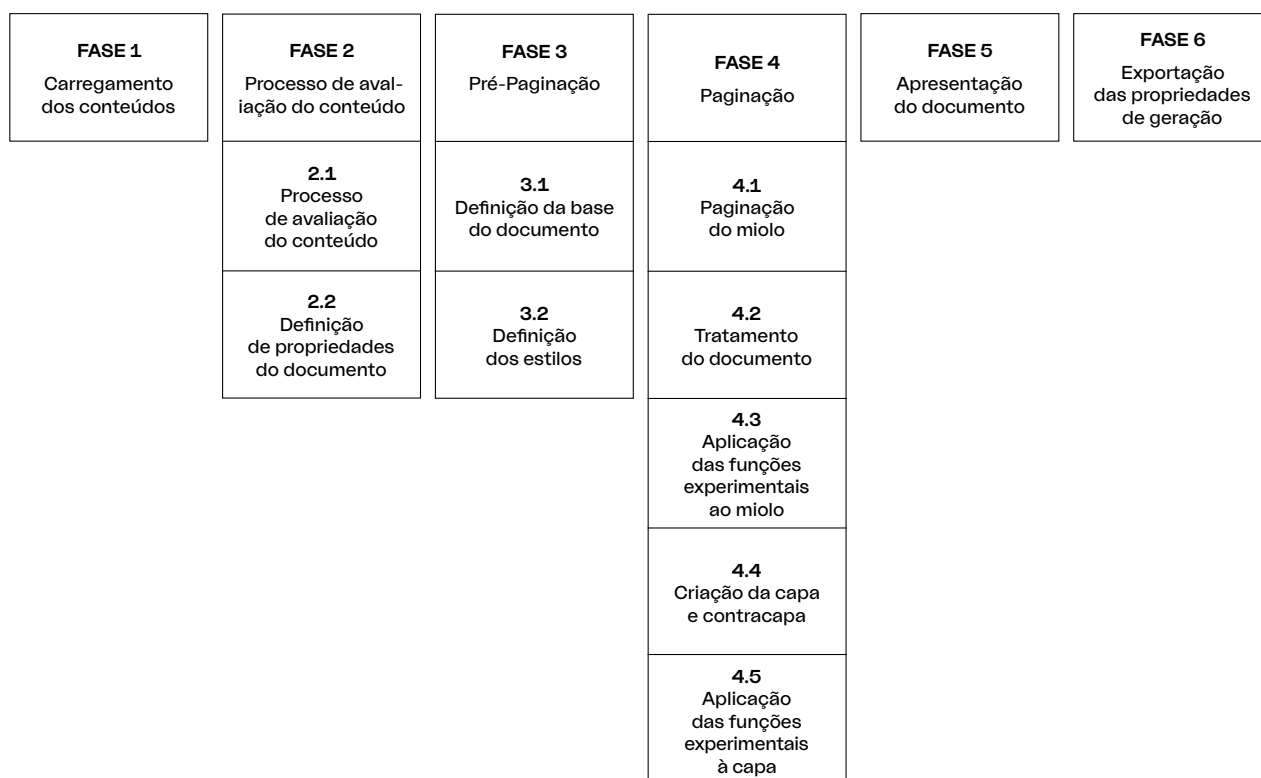 FASE 1
Carregamento
dos conteúdos
FASE 2
Processo de aval-
iação do conteúdo
2.1
Processo
de avaliação
do conteúdo
2.2
Definição
de propriedades
do documento
FASE 3
Pré-Paginação
3.1
Definição da base
do documento
3.2
Definição
dos estilos
FASE 4
Paginação
4.1
Paginação
do miolo
4.2
Tratamento
do documento
4.3
Aplicação
das funções
experimentais
ao miolo
4.4
Criação da capa
e contracapa
4.5
Aplicação
das funções
experimentais
à capa
FASE 5
Apresentação
do documento
FASE 6
Exportação
das propriedades
de geração